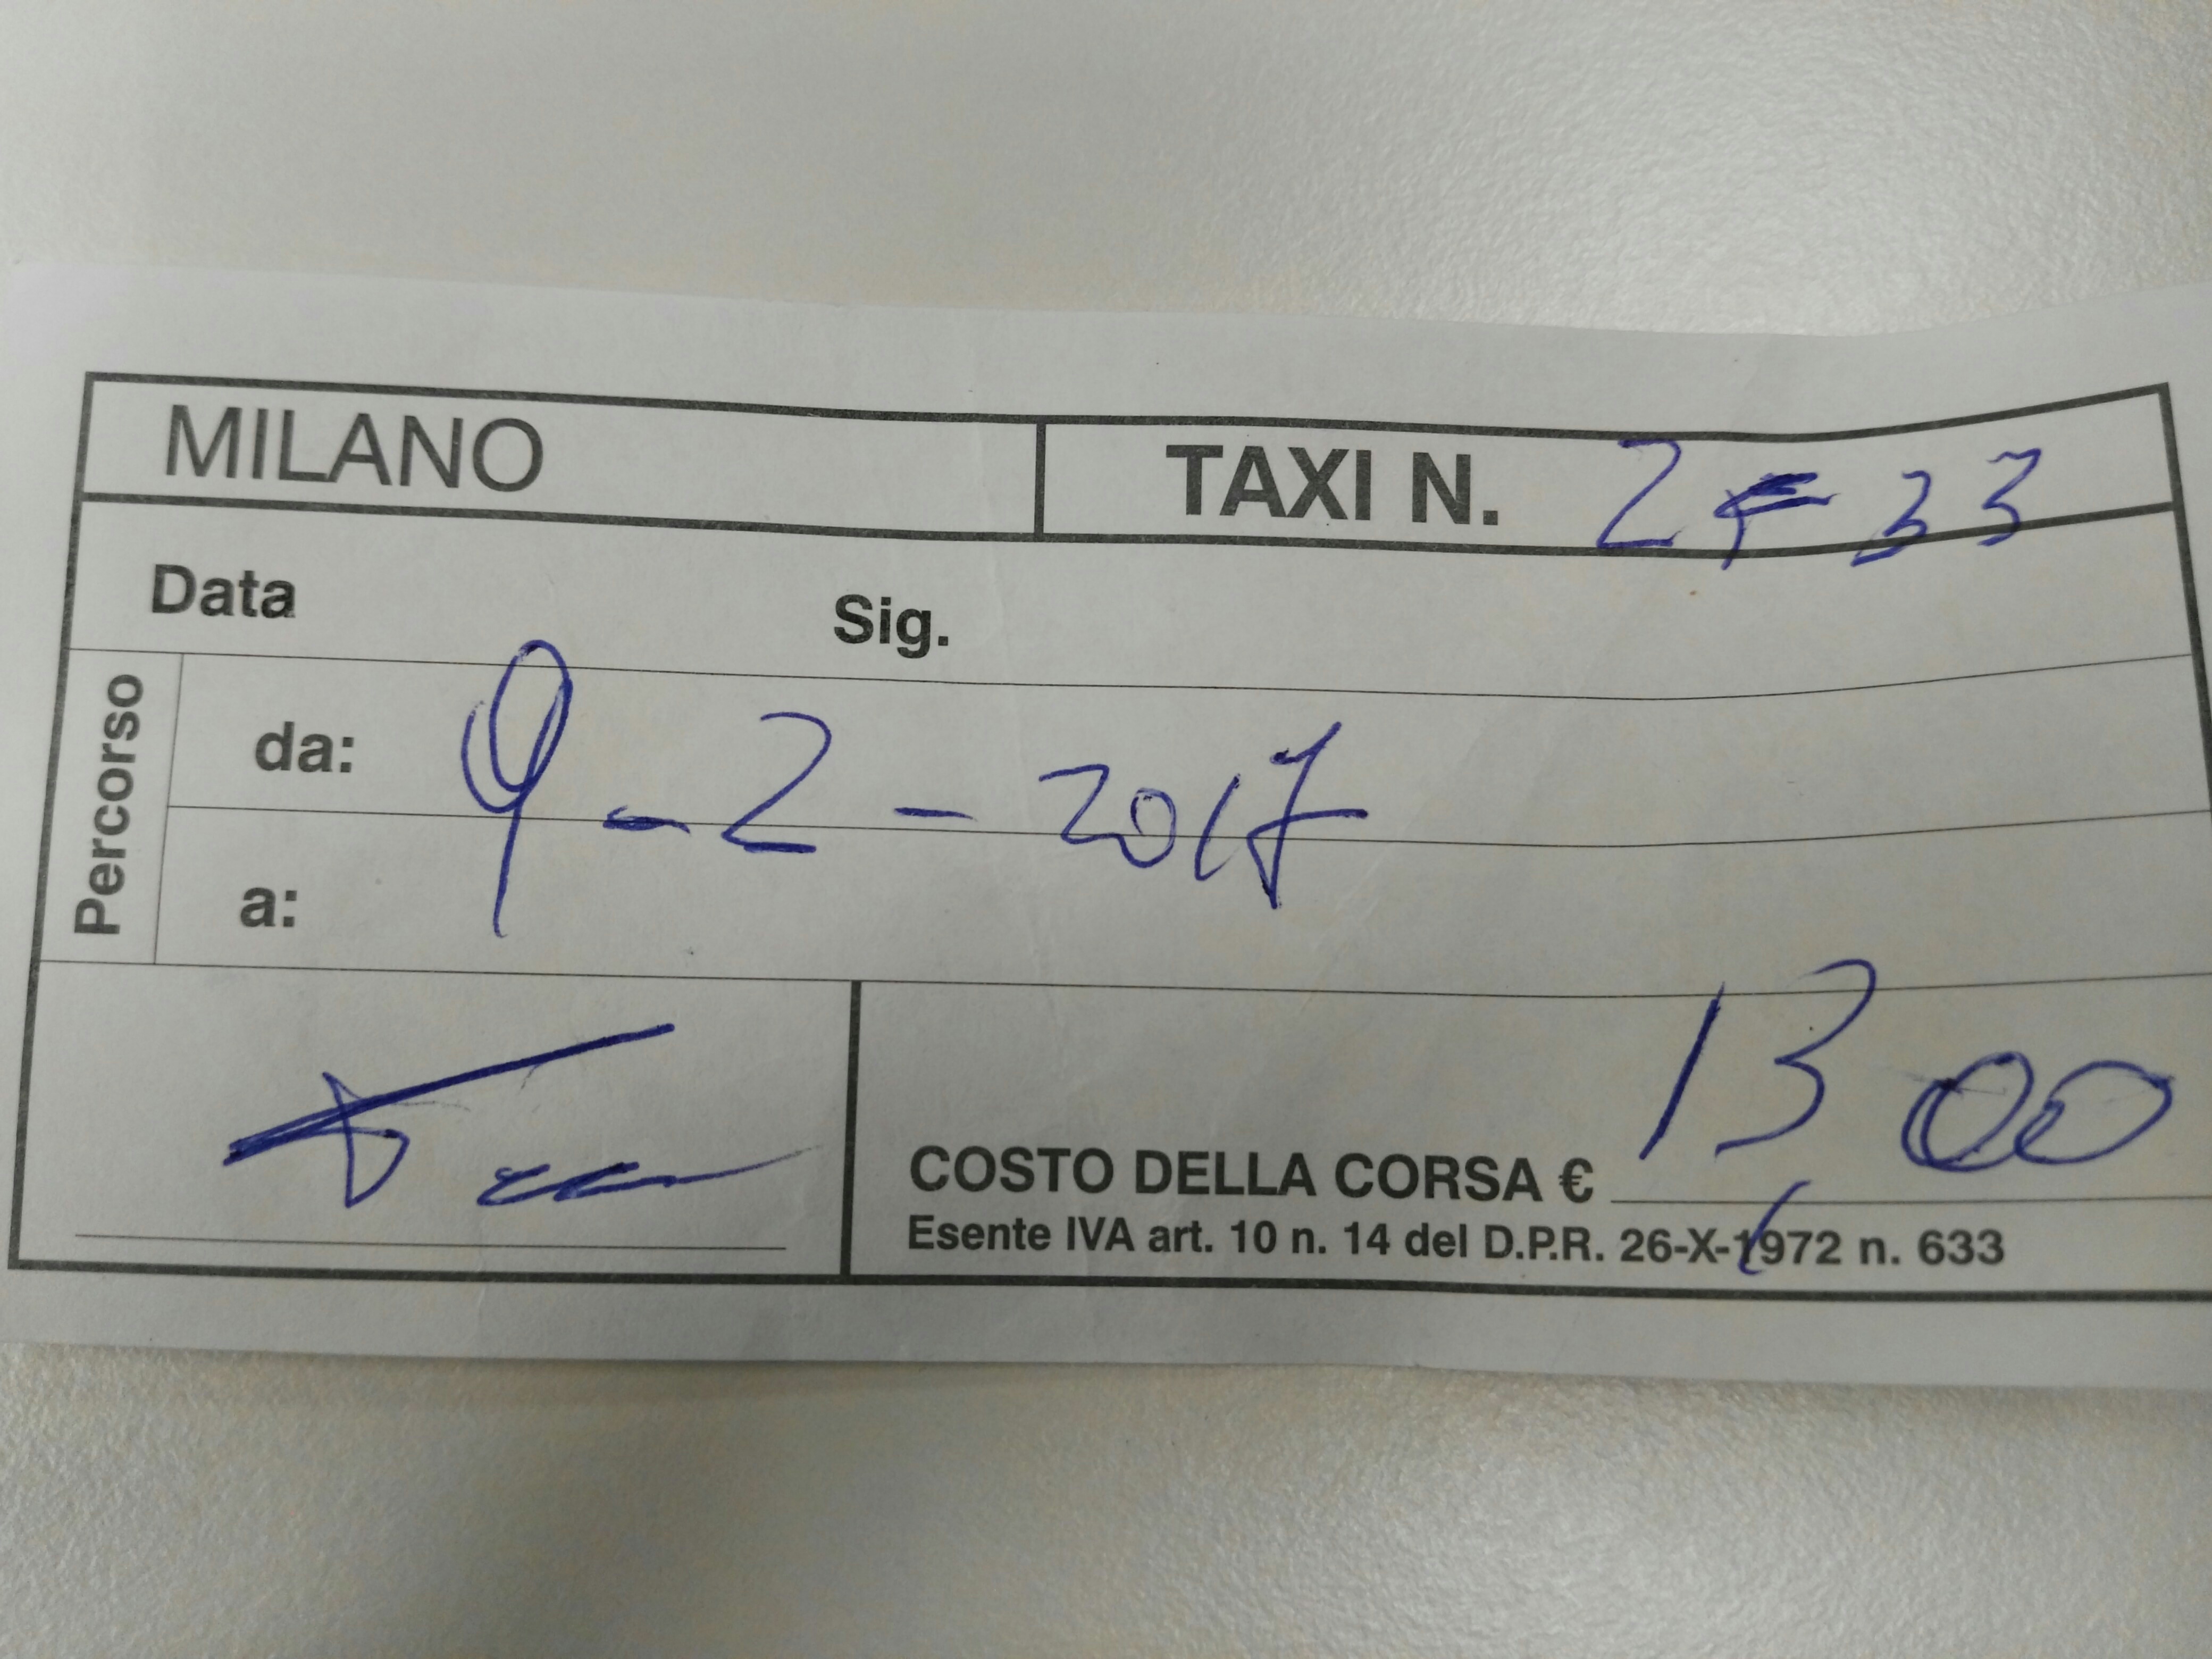 MILANO TAXI N. 2733
Data Sig.
Percorso
da: 9-2-2017
a:
13,00
COSTO DELLA CORSA €
Esente IVA art. 10 n. 14 del D.P.R. 26-X-1972 n. 633